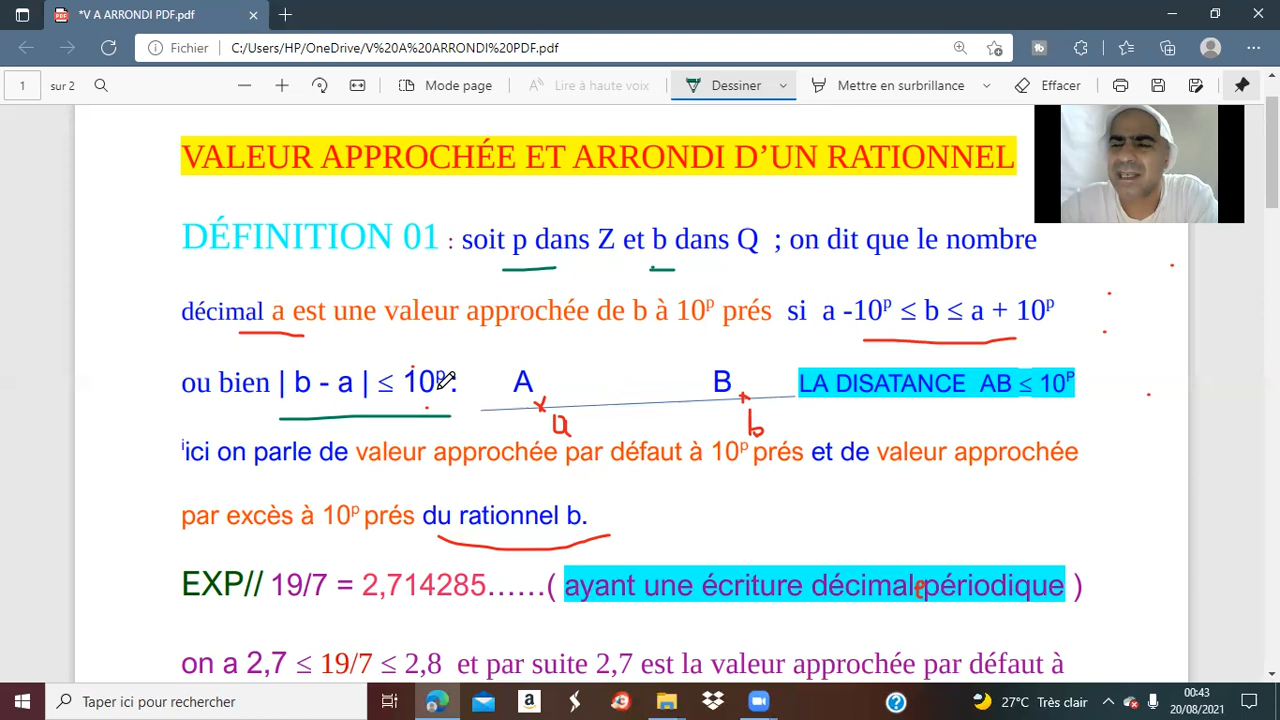 *V A ARRONDI PDF.pdf
Fichier C:/Users/HP/OneDrive/V%20A%20ARRONDI%20PDF.pdf
1 sur 2 Mode page Lire à haute voix Dessiner Mettre en surbrillance Effacer
VALEUR APPROCHÉE ET ARRONDI D’UN RATIONNEL
DÉFINITION 01 : soit p dans Z et b dans Q ; on dit que le nombre
décimal a est une valeur approchée de b à 10ᵖ prés si a -10ᵖ ≤ b ≤ a + 10ᵖ
ou bien | b - a | ≤ 10ᵖ. A B LA DISATANCE AB ≤ 10ᴾ
a b
ⁱici on parle de valeur approchée par défaut à 10ᵖ prés et de valeur approchée
par excès à 10ᵖ prés du rationnel b.
EXP// 19/7 = 2,714285......( ayant une écriture décimale périodique )
on a 2,7 ≤ 19/7 ≤ 2,8 et par suite 2,7 est la valeur approchée par défaut à
Taper ici pour rechercher 27°C Très clair 00:43
20/08/2021